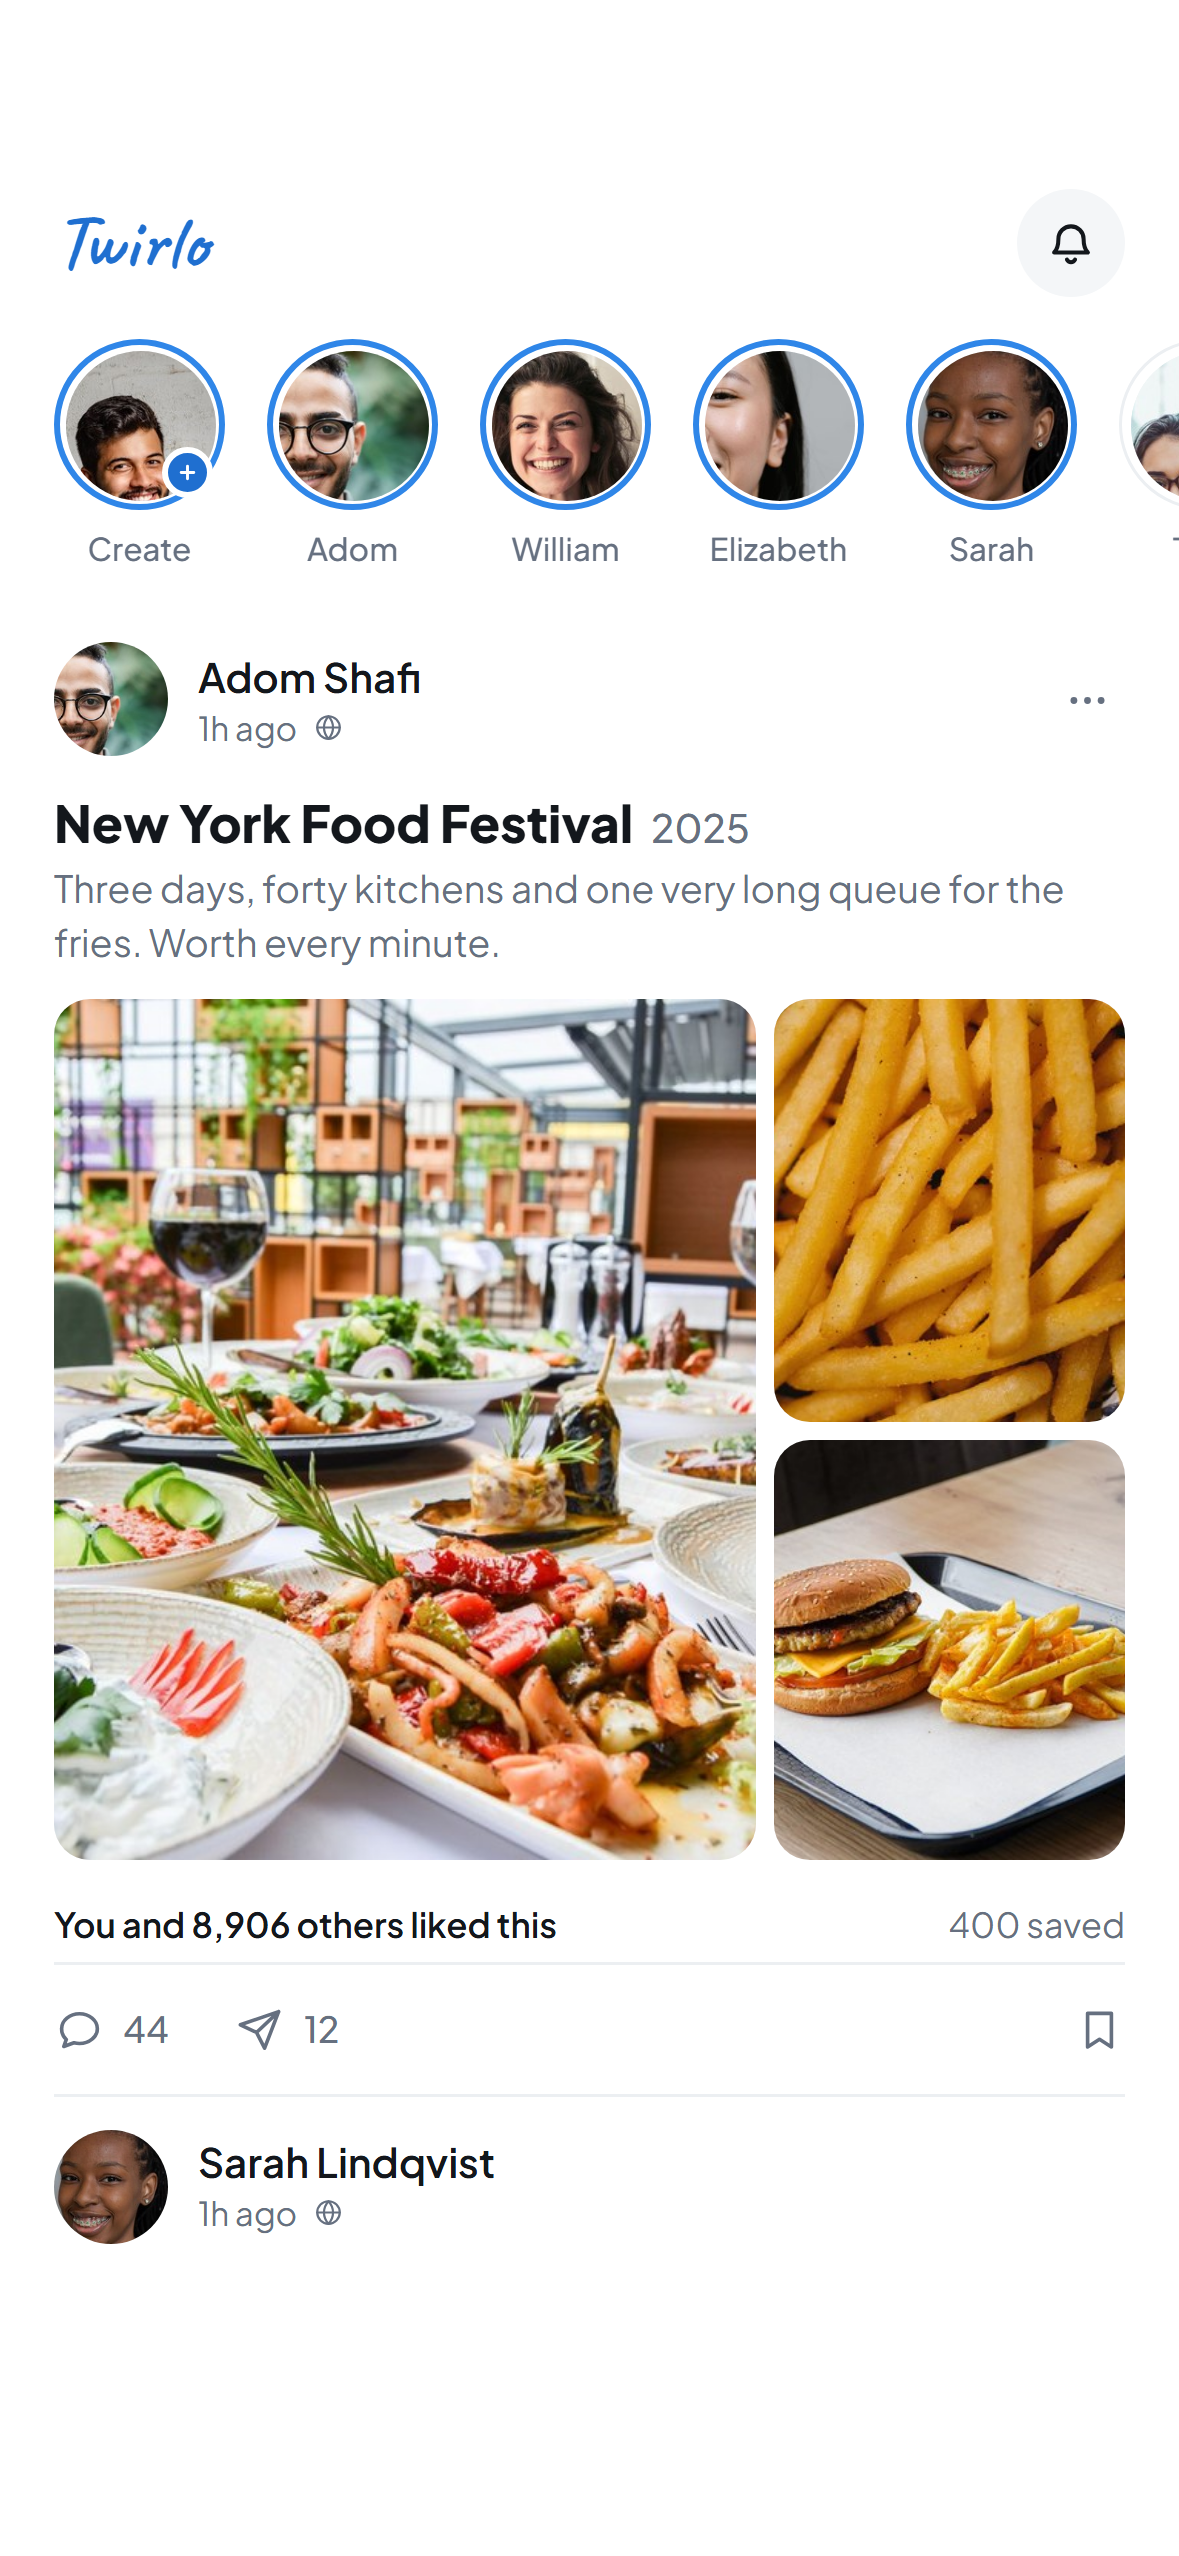 Twirlo
Create
Adom
William
Elizabeth
Sarah
Adom Shafi
1h ago
New York Food Festival 2025
Three days, forty kitchens and one very long queue for the
fries. Worth every minute.
You and 8,906 others liked this
400 saved
44
12
Sarah Lindqvist
1h ago